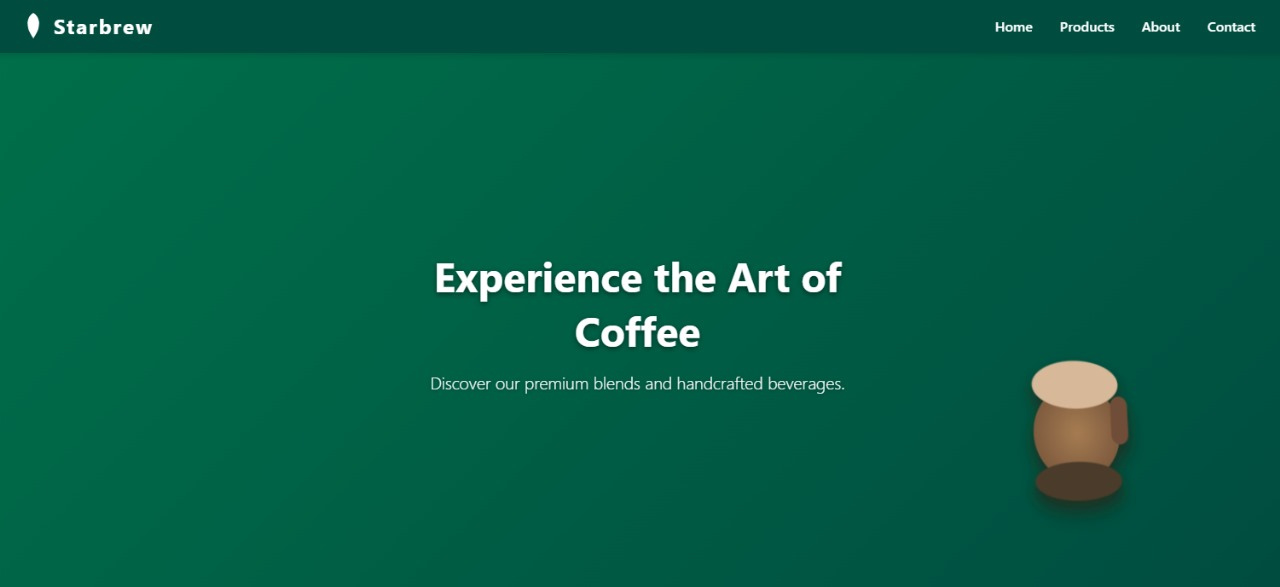 Starbrew
Home Products About Contact
Experience the Art of
Coffee
Discover our premium blends and handcrafted beverages.